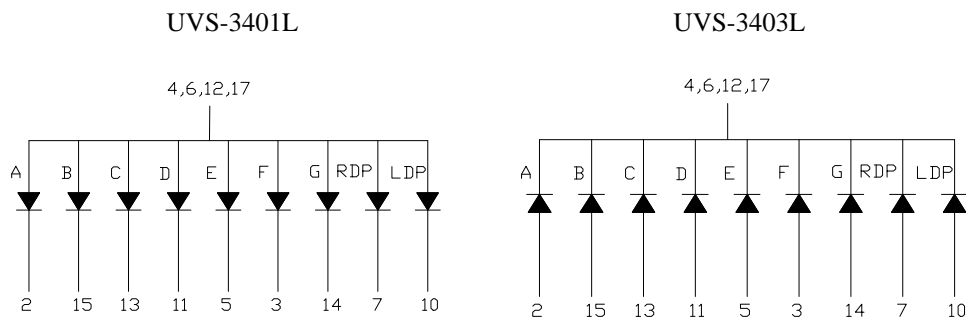 UVS-3401L
UVS-3403L
4,6,12,17
4,6,12,17
A B C D E F G RDP LDP
A B C D E F G RDP LDP
2 15 13 11 5 3 14 7 10
2 15 13 11 5 3 14 7 10